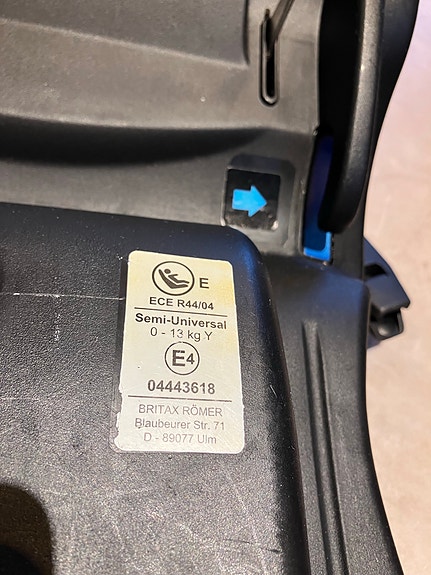 E
ECE R44/04
Semi-Universal
0 - 13 kg Y
E4
04443618
BRITAX RÖMER
Blaubeurer Str. 71
D - 89077 Ulm